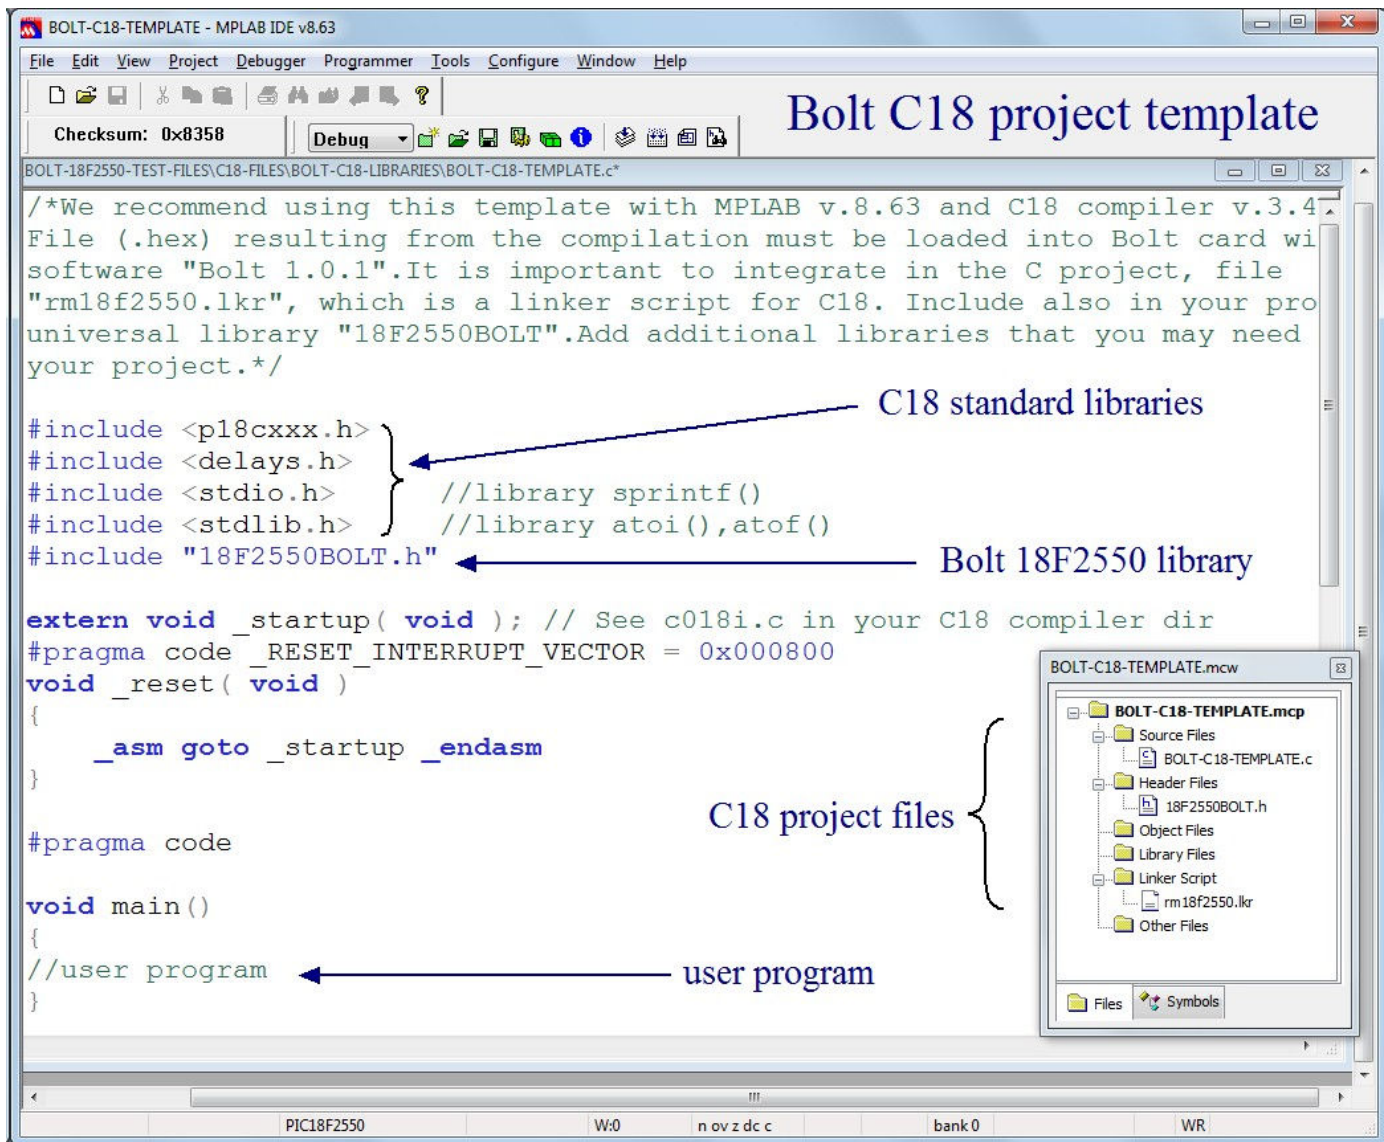 BOLT-C18-TEMPLATE - MPLAB IDE v8.63
File Edit View Project Debugger Programmer Tools Configure Window Help
Bolt C18 project template
Checksum: 0x8358
Debug
BOLT-18F2550-TEST-FILES\C18-FILES\BOLT-C18-LIBRARIES\BOLT-C18-TEMPLATE.c*
/*We recommend using this template with MPLAB v.8.63 and C18 compiler v.3.4
File (.hex) resulting from the compilation must be loaded into Bolt card wi
software "Bolt 1.0.1".It is important to integrate in the C project, file
"rm18f2550.lkr", which is a linker script for C18. Include also in your pro
universal library "18F2550BOLT".Add additional libraries that you may need
your project.*/
C18 standard libraries
#include <p18cxxx.h>
#include <delays.h>
#include <stdio.h> //library sprintf()
#include <stdlib.h> //library atoi(),atof()
#include "18F2550BOLT.h"
Bolt 18F2550 library
extern void _startup( void ); // See c018i.c in your C18 compiler dir
#pragma code _RESET_INTERRUPT_VECTOR = 0x000800
void _reset( void )
{
_asm goto _startup _endasm
}
#pragma code
void main()
{
//user program
}
user program
C18 project files
BOLT-C18-TEMPLATE.mcw
BOLT-C18-TEMPLATE.mcp
Source Files
BOLT-C18-TEMPLATE.c
Header Files
18F2550BOLT.h
Object Files
Library Files
Linker Script
rm18f2550.lkr
Other Files
Files Symbols
PIC18F2550 W:0 n ov z dc c bank 0 WR